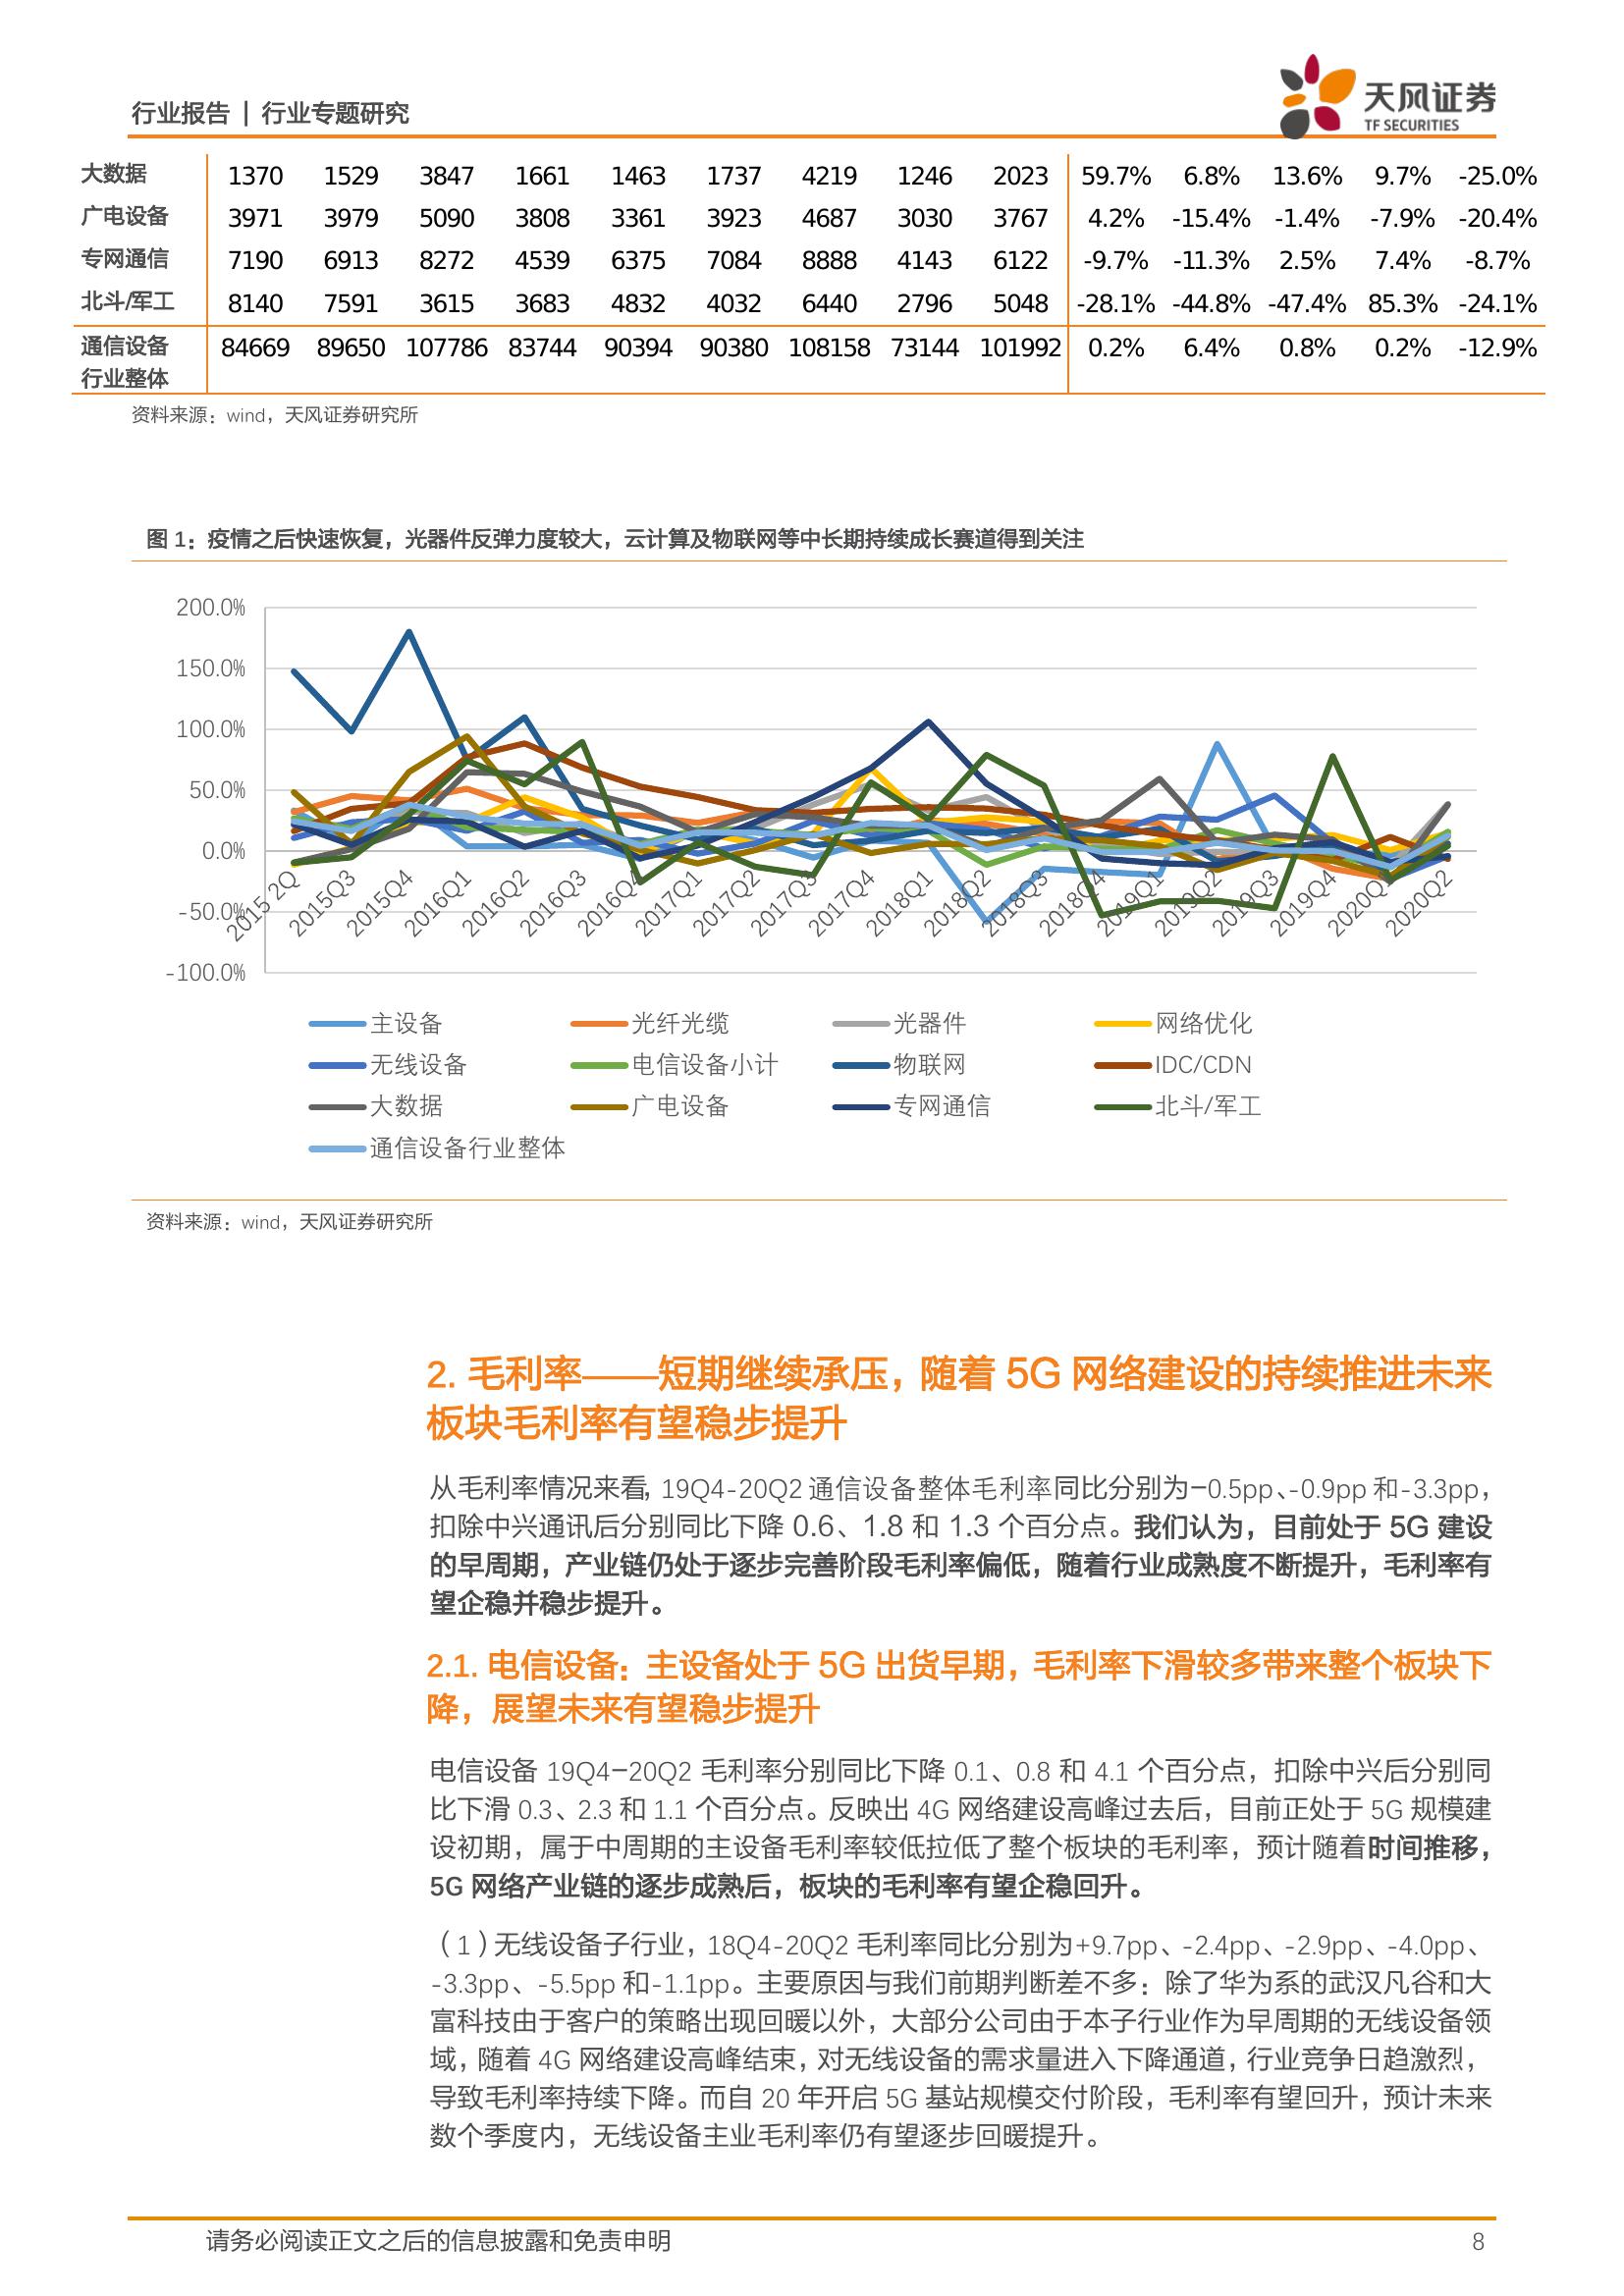 行业报告 | 行业专题研究
天风证券
TF SECURITIES
大数据 1370 1529 3847 1661 1463 1737 4219 1246 2023 59.7% 6.8% 13.6% 9.7% -25.0%
广电设备 3971 3979 5090 3808 3361 3923 4687 3030 3767 4.2% -15.4% -1.4% -7.9% -20.4%
专网通信 7190 6913 8272 4539 6375 7084 8888 4143 6122 -9.7% -11.3% 2.5% 7.4% -8.7%
北斗/军工 8140 7591 3615 3683 4832 4032 6440 2796 5048 -28.1% -44.8% -47.4% 85.3% -24.1%
通信设备 84669 89650 107786 83744 90394 90380 108158 73144 101992 0.2% 6.4% 0.8% 0.2% -12.9%
行业整体
资料来源：wind，天风证券研究所
图 1：疫情之后快速恢复，光器件反弹力度较大，云计算及物联网等中长期持续成长赛道得到关注
200.0%
150.0%
100.0%
50.0%
0.0%
-50.0%
-100.0%
2015 2Q 2015Q3 2015Q4 2016Q1 2016Q2 2016Q3 2016Q4 2017Q1 2017Q2 2017Q3 2017Q4 2018Q1 2018Q2 2018Q3 2018Q4 2019Q1 2019Q2 2019Q3 2019Q4 2020Q1 2020Q2
主设备 光纤光缆 光器件 网络优化
无线设备 电信设备小计 物联网 IDC/CDN
大数据 广电设备 专网通信 北斗/军工
通信设备行业整体
资料来源：wind，天风证券研究所
2. 毛利率——短期继续承压，随着 5G 网络建设的持续推进未来
板块毛利率有望稳步提升
从毛利率情况来看，19Q4-20Q2 通信设备整体毛利率同比分别为-0.5pp、-0.9pp 和-3.3pp，
扣除中兴通讯后分别同比下降 0.6、1.8 和 1.3 个百分点。我们认为，目前处于 5G 建设
的早周期，产业链仍处于逐步完善阶段毛利率偏低，随着行业成熟度不断提升，毛利率有
望企稳并稳步提升。
2.1. 电信设备：主设备处于 5G 出货早期，毛利率下滑较多带来整个板块下
降，展望未来有望稳步提升
电信设备 19Q4-20Q2 毛利率分别同比下降 0.1、0.8 和 4.1 个百分点，扣除中兴后分别同
比下滑 0.3、2.3 和 1.1 个百分点。反映出 4G 网络建设高峰过去后，目前正处于 5G 规模建
设初期，属于中周期的主设备毛利率较低拉低了整个板块的毛利率，预计随着时间推移，
5G 网络产业链的逐步成熟后，板块的毛利率有望企稳回升。
（1）无线设备子行业，18Q4-20Q2 毛利率同比分别为+9.7pp、-2.4pp、-2.9pp、-4.0pp、
-3.3pp、-5.5pp 和-1.1pp。主要原因与我们前期判断差不多：除了华为系的武汉凡谷和大
富科技由于客户的策略出现回暖以外，大部分公司由于本子行业作为早周期的无线设备领
域，随着 4G 网络建设高峰结束，对无线设备的需求量进入下降通道，行业竞争日趋激烈，
导致毛利率持续下降。而自 20 年开启 5G 基站规模交付阶段，毛利率有望回升，预计未来
数个季度内，无线设备主业毛利率仍有望逐步回暖提升。
请务必阅读正文之后的信息披露和免责申明 8